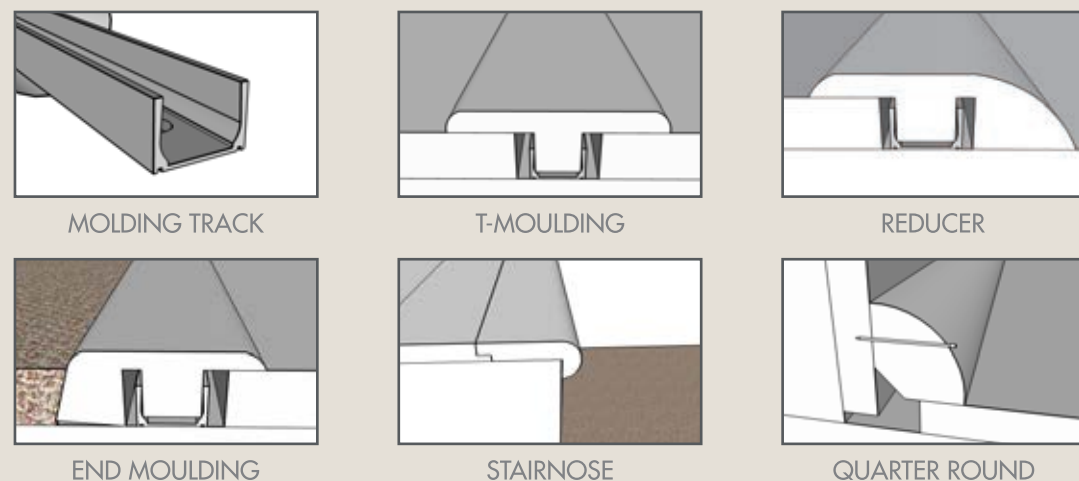 MOLDING TRACK
T-MOULDING
REDUCER
END MOULDING
STAIRNOSE
QUARTER ROUND